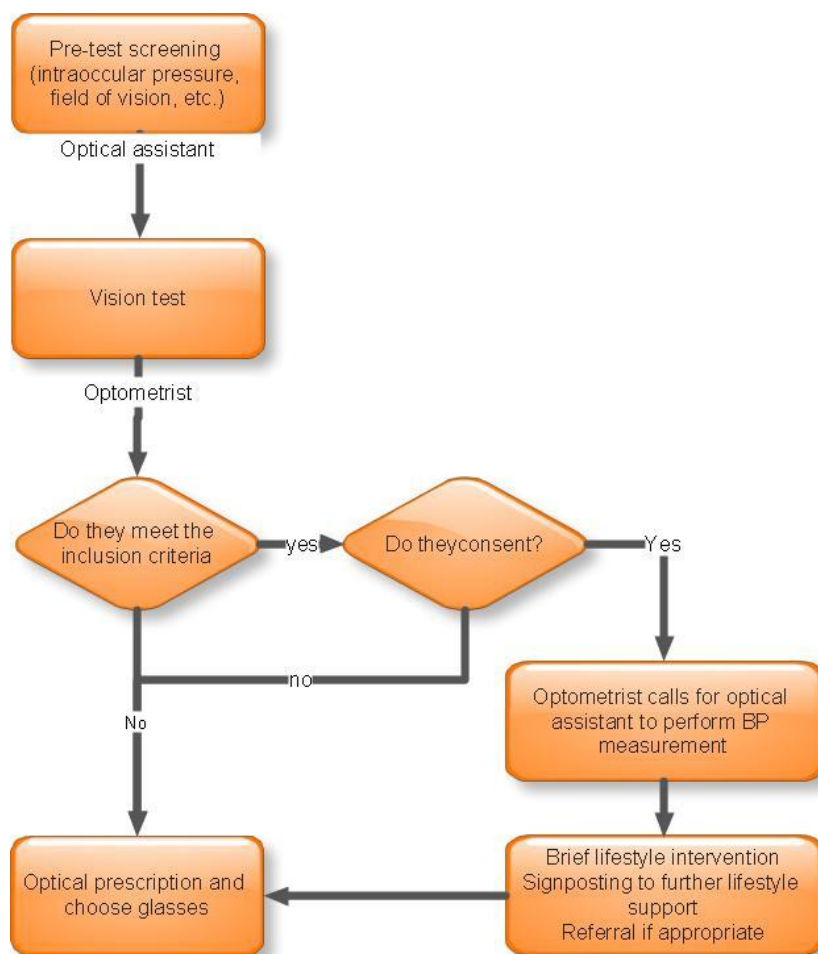 Pre-test screening
(intraoccular pressure,
field of vision, etc.)
Optical assistant
Vision test
Optometrist
Do they meet the
inclusion criteria
yes
Do theyconsent?
Yes
no
No
Optometrist calls for optical
assistant to perform BP
measurement
Optical prescription and
choose glasses
Brief lifestyle intervention
Signposting to further lifestyle
support
Referral if appropriate